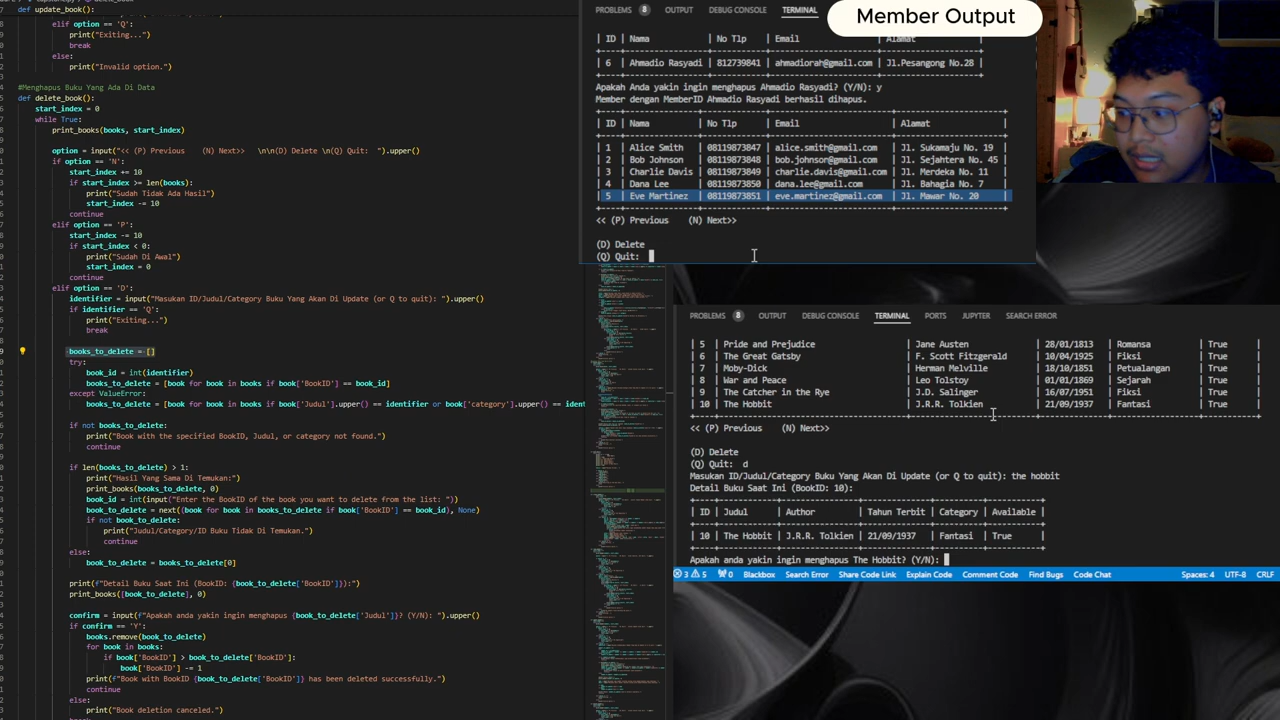 def update_book():
elif option == 'Q':
print("Exiting...")
break
else:
print("Invalid option.")
#Menghapus Buku Yang Ada Di Data
def delete_book():
start_index = 0
while True:
print_books(books, start_index)
option = input("<< (P) Previous    (N) Next>>   \n\n(D) Delete \n(Q) Quit:  ").upper()
if option == 'N':
start_index += 10
if start_index >= len(books):
print("Sudah Tidak Ada Hasil")
start_index -= 10
continue
elif option == 'P':
start_index -= 10
if start_index < 0:
print("Sudah Di Awal")
start_index = 0
continue
elif option == 'D':
identifier = input("Masukan ID/Judul/Category Buku Yang Akan Di Update (or Q to quit): ").upper()
if identifier == 'Q':
print("Exiting...")
break
books_to_delete = []
try:
book_id = int(identifier)
books_to_delete = [book for book in books if book['BookID'] == book_id]
except ValueError:
books_to_delete = [book for book in books if book['Judul'].upper() == identifier or book['category'].upper() == ident
if not books_to_delete:
print("Book with the specified BookID, Judul, or category not found.")
continue
if len(books_to_delete) > 1:
print("Hasil Yang Sama Di Temukan:")
print_books(books_to_delete, 0)
book_id = int(input("Enter the BookID of the book you want to delete from the list: "))
book_to_delete = next((book for book in books_to_delete if book['BookID'] == book_id), None)
if not book_to_delete:
print("Judul/Category/ID Buku Tidak Di Temukan.")
continue
else:
book_to_delete = books_to_delete[0]
print(f"Detail Buku Saat Ini (BookID: {book_to_delete['BookID']}):")
print_books([book_to_delete], 0)
confirm = input(f"Apakah anda yakin ingin menghapus {book_to_delete['Judul']}? (Y/N): ").upper()
if confirm == 'Y':
books.remove(book_to_delete)
for book in books:
if book['BookID'] > book_to_delete['BookID']:
book['BookID'] -= 1
print(f"Book with BookID {book_to_delete['BookID']} has been deleted successfully.")
continue
else:
print("Book deletion canceled.")
PROBLEMS 8 OUTPUT DEBUG CONSOLE TERMINAL
Member Output
| ID | Nama | No Tlp | Email | Alamat
| 6 | Ahmadio Rasyadi | 812739841 | ahmadiorah@gmail.com | Jl.Pesangong No.28 |
Apakah Anda yakin ingin menghapus Ahmadio Rasyadi? (Y/N): y
Member dengan MemberID Ahmadio Rasyadi berhasil dihapus.
| ID | Nama | No Tlp | Email | Alamat |
| 1 | Alice Smith | 08119873847 | alice.smith@gmail.com | Jl. Sukamaju No. 19 |
| 2 | Bob Johnson | 08119873848 | bob.johnson@gmail.com | Jl. Sejahtera No. 45 |
| 3 | Charlie Davis | 08119873849 | charlie.davis@gmail.com | Jl. Merdeka No. 11 |
| 4 | Dana Lee | 08119873850 | dana.lee@gmail.com | Jl. Bahagia No. 7 |
| 5 | Eve Martinez | 08119873851 | eve.martinez@gmail.com | Jl. Mawar No. 20 |
<< (P) Previous    (N) Next>>
(D) Delete
(Q) Quit:
PROBLEMS 8 OUTPUT DEBUG CONSOLE TERMINAL PORTS JUPYTER SEARCH ERROR
| 5 | Pride and Prejudice | Jane Austen | 28/01/1813 | Romansa | True |
| 6 | The Great Gatsby | F. Scott Fitzgerald | 10/04/1925 | Fiksi | True |
| 7 | Moby-Dick | Herman Melville | 18/10/1851 | Petualangan | True |
| 8 | War and Peace | Leo Tolstoy | 01/01/1869 | Sejarah | True |
| 9 | The Catcher  in the Rye | J.D. Salinger | 16/07/1951 | Fiksi | True |
| 10 | The Hobbit | J.R.R. Tolkien | 21/09/1937 | Fantasi | True |
<< (P) Previous    (N) Next>>
(D) Delete
(Q) Quit:  d
Masukan ID/Judul/Category Buku Yang Akan Di Update (or Q to quit): the hobbit
Detail Buku Saat Ini (BookID: 10):
| ID | Judul | Author | Tahun Terbit | Category | Available |
| 10 | The Hobbit | J.R.R. Tolkien | 21/09/1937 | Fantasi | True |
Apakah anda yakin ingin menghapus The Hobbit? (Y/N):
3 5 0 Blackbox Search Error Share Code Link Explain Code Comment Code Find Bugs Code Chat Spaces: 4 UTF-8 CRLF